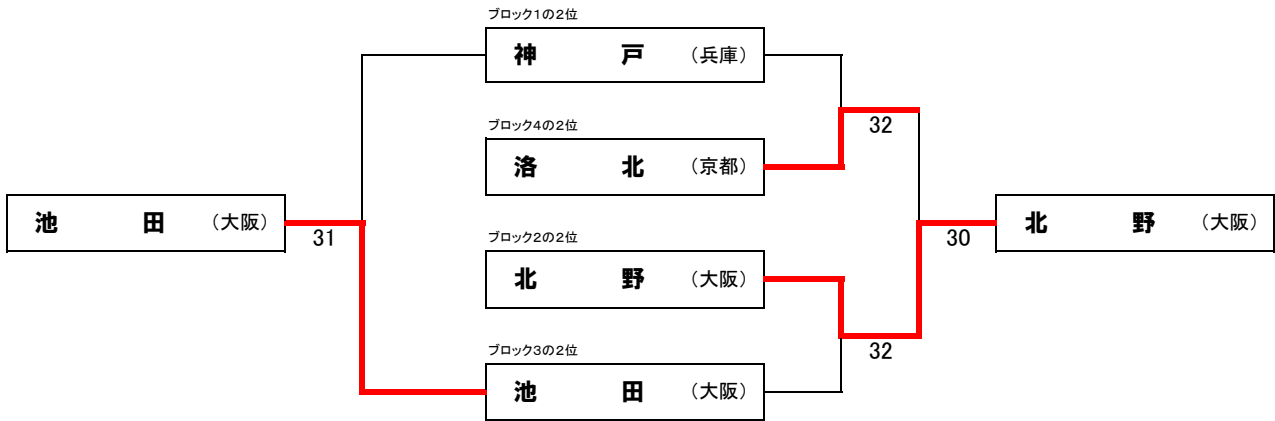 ブロック1の2位
神 戸 （兵庫）
ブロック4の2位
32
洛 北 （京都）
池 田 （大阪）
31
ブロック2の2位
30
北 野 （大阪）
北 野 （大阪）
ブロック3の2位
32
池 田 （大阪）